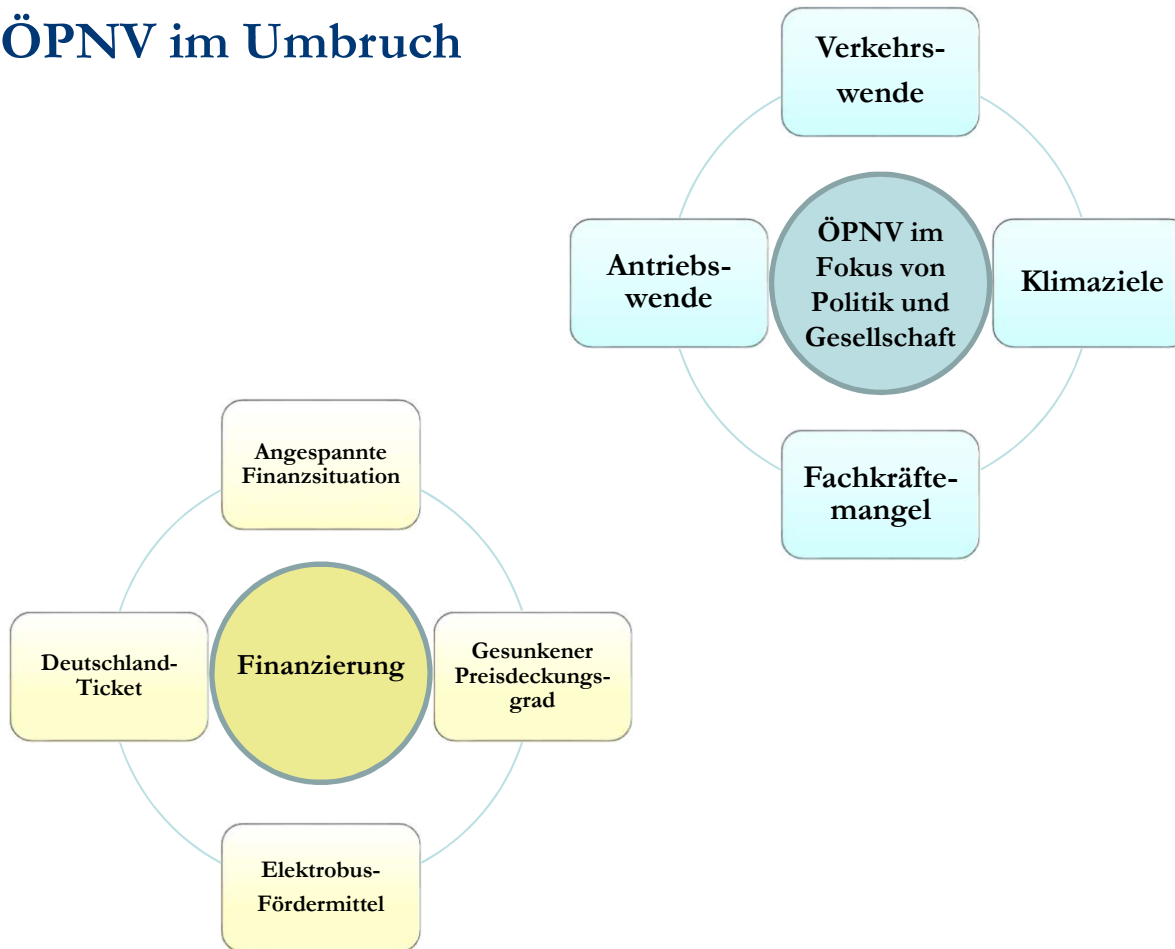 ÖPNV im Umbruch
Verkehrs-
wende
Antriebs-
wende
ÖPNV im
Fokus von
Politik und
Gesellschaft
Klimaziele
Fachkräfte-
mangel
Angespannte
Finanzsituation
Deutschland-
Ticket
Finanzierung
Gesunkener
Preisdeckungs-
grad
Elektrobus-
Fördermittel